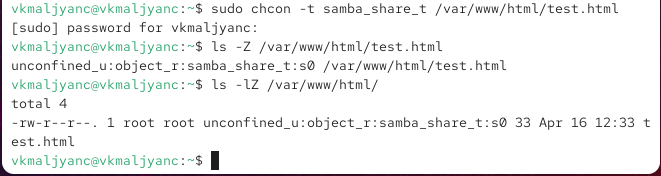 vkmaljyanc@vkmaljyanc:~$ sudo chcon -t samba_share_t /var/www/html/test.html
[sudo] password for vkmaljyanc:
vkmaljyanc@vkmaljyanc:~$ ls -Z /var/www/html/test.html
unconfined_u:object_r:samba_share_t:s0 /var/www/html/test.html
vkmaljyanc@vkmaljyanc:~$ ls -lZ /var/www/html/
total 4
-rw-r--r--. 1 root root unconfined_u:object_r:samba_share_t:s0 33 Apr 16 12:33 t
est.html
vkmaljyanc@vkmaljyanc:~$